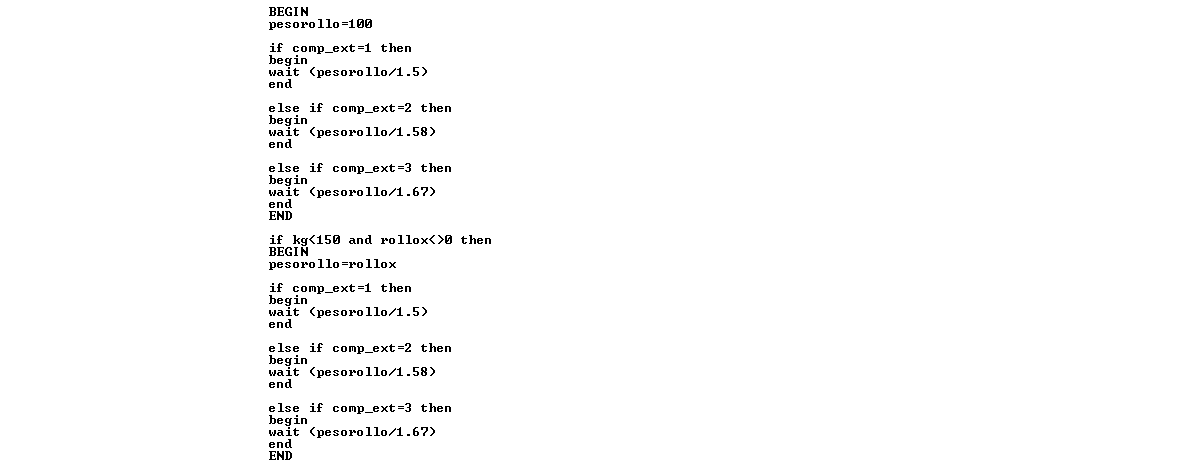 BEGIN
pesorollo=100
if comp_ext=1 then
begin
wait (pesorollo/1.5)
end
else if comp_ext=2 then
begin
wait (pesorollo/1.58)
end
else if comp_ext=3 then
begin
wait (pesorollo/1.67)
end
END
if kg<150 and rollox<>0 then
BEGIN
pesorollo=rollox
if comp_ext=1 then
begin
wait (pesorollo/1.5)
end
else if comp_ext=2 then
begin
wait (pesorollo/1.58)
end
else if comp_ext=3 then
begin
wait (pesorollo/1.67)
end
END